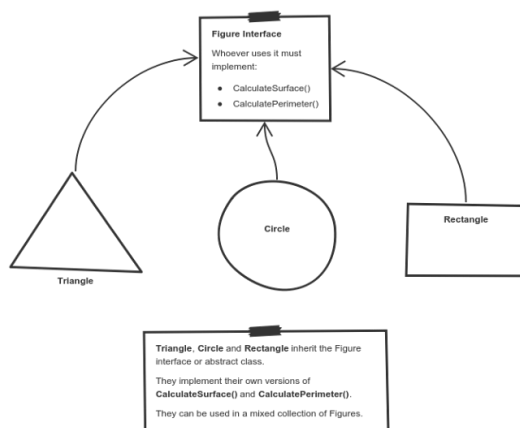 Figure Interface
Whoever uses it must
implement:
● CalculateSurface()
● CalculatePerimeter()
Circle
Rectangle
Triangle
Triangle, Circle and Rectangle inherit the Figure
interface or abstract class.
They implement their own versions of
CalculateSurface() and CalculatePerimeter().
They can be used in a mixed collection of Figures.